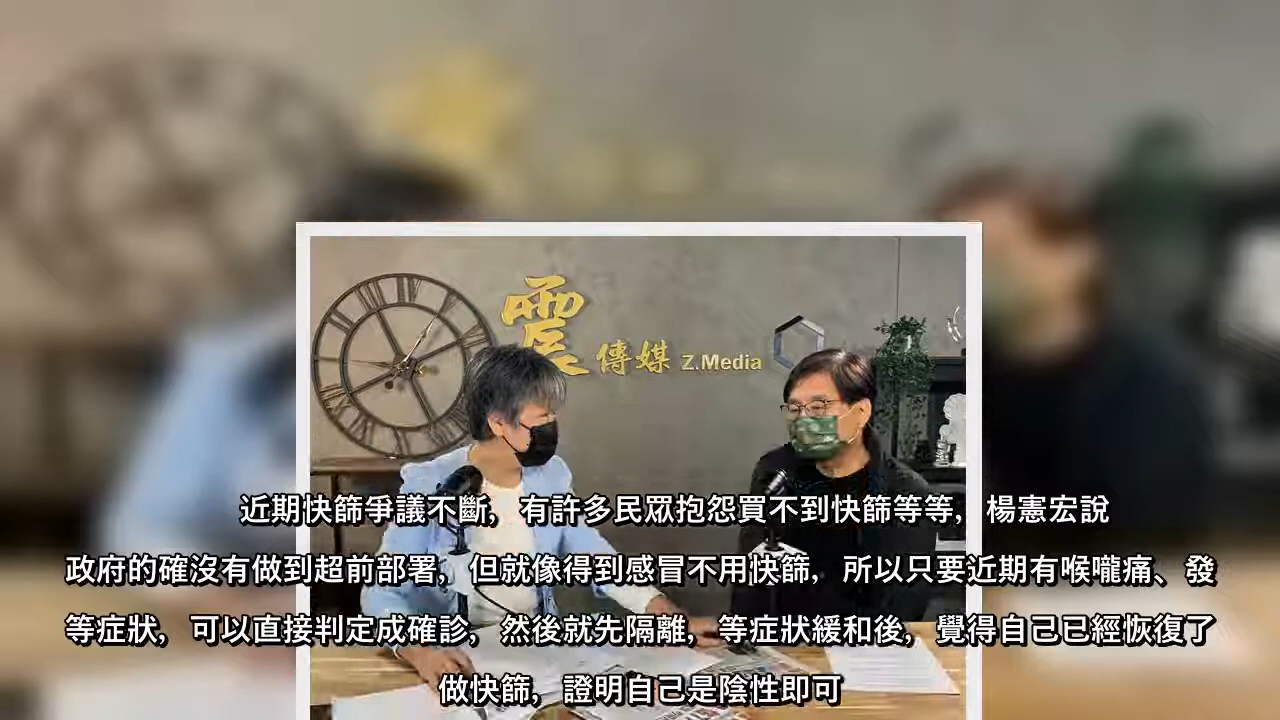 震
傳媒 Z.Media
近期快篩爭議不斷，有許多民眾抱怨買不到快篩等等，楊憲宏說
政府的確沒有做到超前部署，但就像得到感冒不用快篩，所以只要近期有喉嚨痛、發
等症狀，可以直接判定成確診，然後就先隔離，等症狀緩和後，覺得自己已經恢復了
做快篩，證明自己是陰性即可